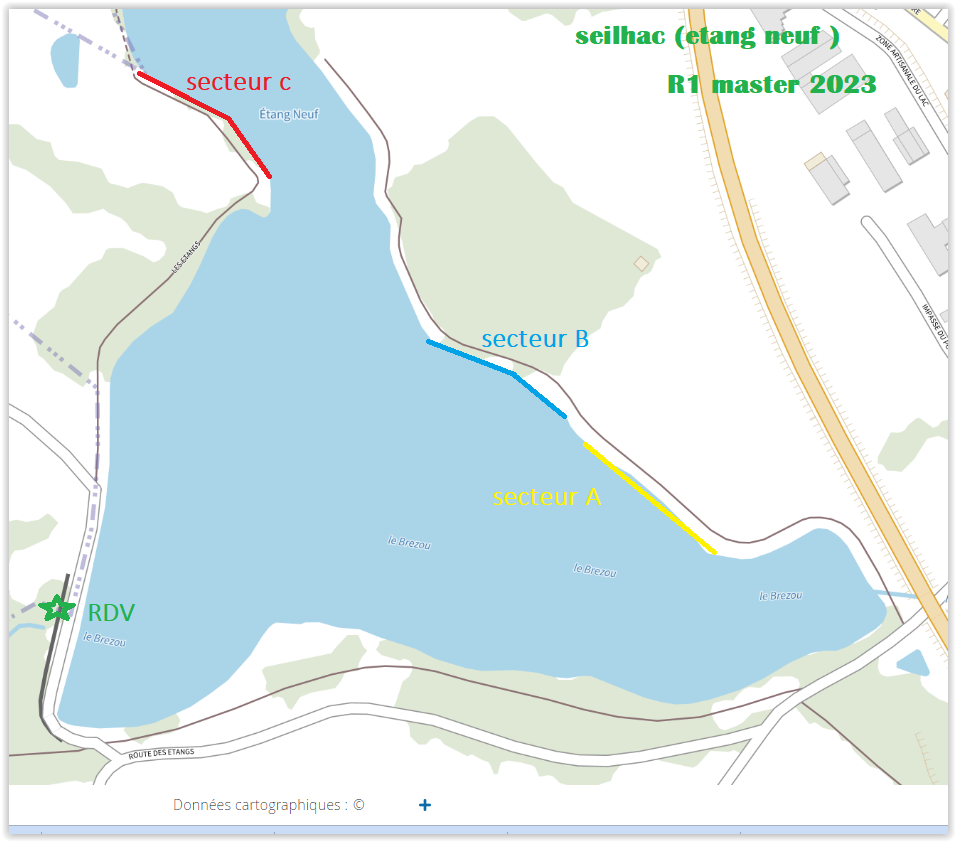 RE
seilhac (etang neuf )
ZONE ARTISANALE DU LAC
secteur c
R1 master 2023
Étang Neuf
LES ETANGS
IMPASSE DU P
secteur B
secteur A
le Brezou
le Brezou
le Brezou
RDV
le Brezou
ROUTE DES ETANGS
Données cartographiques : ©
+